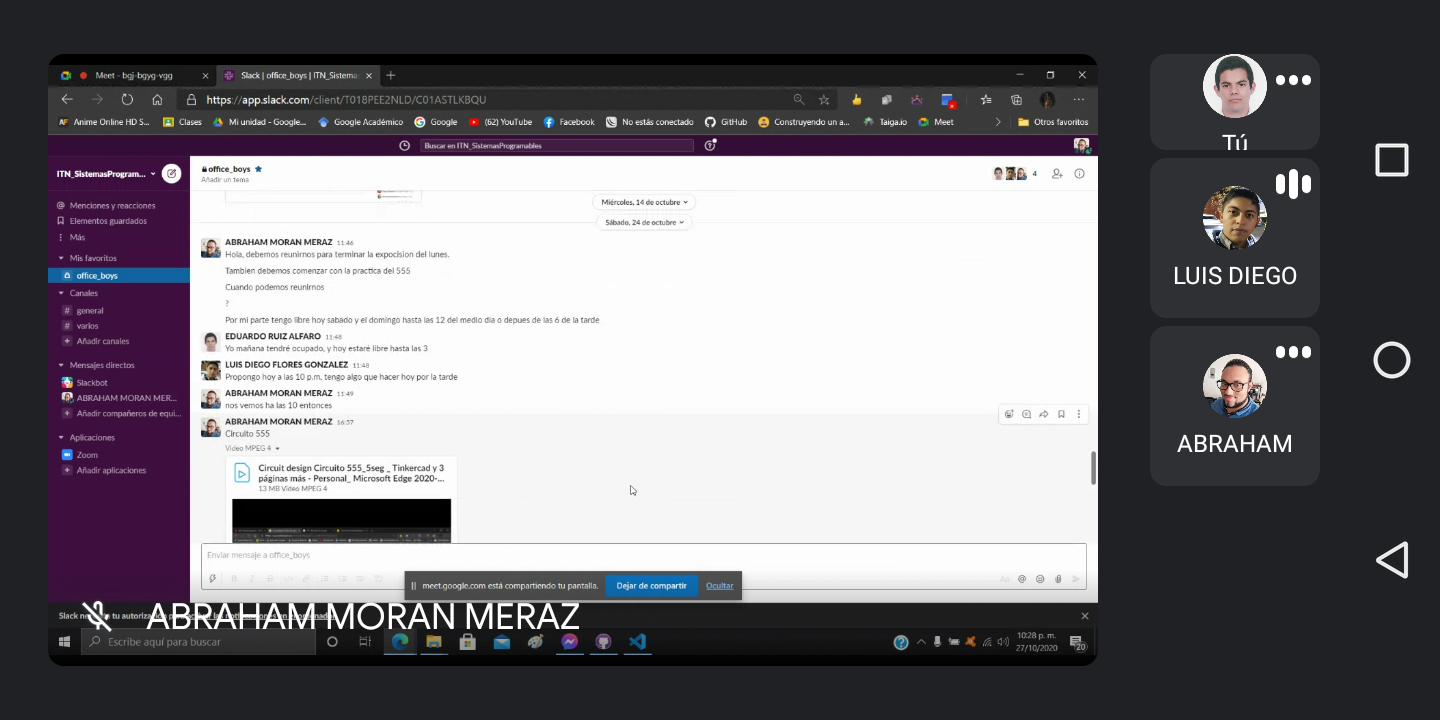 Meet - bgj-bgyg-vgg
Slack | office_boys | ITN_Sistema
https://app.slack.com/client/T018PEE2NLD/C01ASTLKBQU
Anime Online HD S...
Clases
Mi unidad - Google...
Google Académico
Google
(62) YouTube
Facebook
No estás conectado
GitHub
Construyendo un a...
Taiga.io
Meet
Otros favoritos
Buscar en ITN_SistemasProgramables
ITN_SistemasProgram...
Menciones y reacciones
Elementos guardados
Más
Mis favoritos
office_boys
Canales
# general
# varios
+ Añadir canales
Mensajes directos
Slackbot
ABRAHAM MORAN MER...
+ Añadir compañeros de equi...
Aplicaciones
Zoom
+ Añadir aplicaciones
office_boys
Añadir un tema
4
Miércoles, 14 de octubre
Sábado, 24 de octubre
ABRAHAM MORAN MERAZ 11:46
Hola, debemos reunirnos para terminar la expocision del lunes.
Tambien debemos comenzar con la practica del 555
Cuando podemos reunirnos
?
Por mi parte tengo libre hoy sabado y el domingo hasta las 12 del medio dia o depues de las 6 de la tarde
EDUARDO RUIZ ALFARO 11:48
Yo mañana tendré ocupado, y hoy estaré libre hasta las 3
LUIS DIEGO FLORES GONZALEZ 11:48
Propongo hoy a las 10 p.m, tengo algo que hacer hoy por la tarde
ABRAHAM MORAN MERAZ 11:49
nos vemos ha las 10 entonces
ABRAHAM MORAN MERAZ 16:57
Circuito 555
Video MPEG 4
Circuit design Circuito 555_5seg _ Tinkercad y 3
páginas más - Personal_ Microsoft Edge 2020-...
13 MB Video MPEG 4
Enviar mensaje a office_boys
meet.google.com está compartiendo tu pantalla.
Dejar de compartir
Ocultar
Slack
tu autoriza
ABRAHAM MORAN MERAZ
Escribe aquí para buscar
10:28 p. m.
27/10/2020
20
Tú
LUIS DIEGO
ABRAHAM